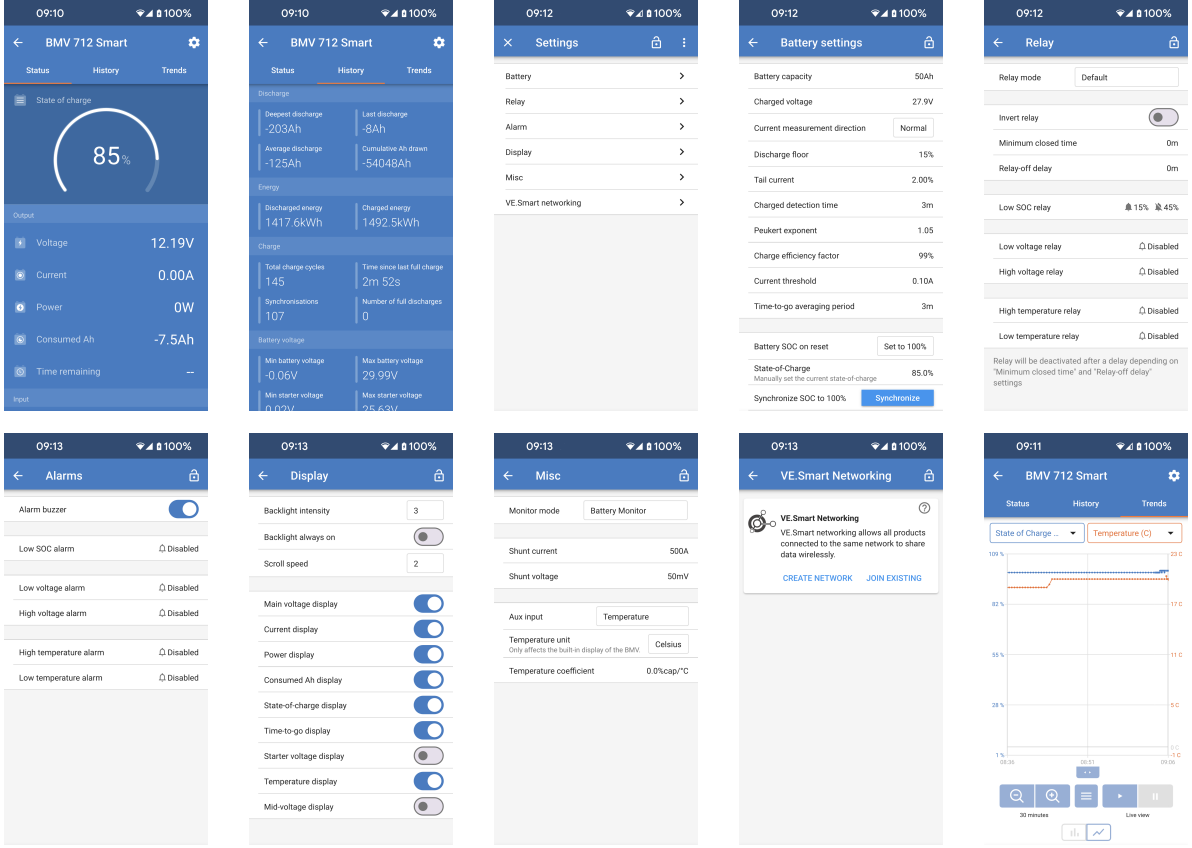 09:10 100%
BMV 712 Smart
Status History Trends
State of charge
85%
Output
Voltage 12.19V
Current 0.00A
Power 0W
Consumed Ah -7.5Ah
Time remaining --
Input
09:10 100%
BMV 712 Smart
Status History Trends
Discharge
Deepest discharge Last discharge
-203Ah -8Ah
Average discharge Cumulative Ah drawn
-125Ah -54048Ah
Energy
Discharged energy Charged energy
1417.6kWh 1492.5kWh
Charge
Total charge cycles Time since last full charge
145 2m 52s
Synchronisations Number of full discharges
107 0
Battery voltage
Min battery voltage Max battery voltage
-0.06V 29.99V
Min starter voltage Max starter voltage
0.02V 25.63V
09:12 100%
Settings
Battery
Relay
Alarm
Display
Misc
VE.Smart networking
09:12 100%
Battery settings
Battery capacity 50Ah
Charged voltage 27.9V
Current measurement direction Normal
Discharge floor 15%
Tail current 2.00%
Charged detection time 3m
Peukert exponent 1.05
Charge efficiency factor 99%
Current threshold 0.10A
Time-to-go averaging period 3m
Battery SOC on reset Set to 100%
State-of-Charge 85.0%
Manually set the current state-of-charge
Synchronize SOC to 100% Synchronize
09:12 100%
Relay
Relay mode Default
Invert relay
Minimum closed time 0m
Relay-off delay 0m
Low SOC relay 15% 45%
Low voltage relay Disabled
High voltage relay Disabled
High temperature relay Disabled
Low temperature relay Disabled
Relay will be deactivated after a delay depending on
"Minimum closed time" and "Relay-off delay"
settings
09:13 100%
Alarms
Alarm buzzer
Low SOC alarm Disabled
Low voltage alarm Disabled
High voltage alarm Disabled
High temperature alarm Disabled
Low temperature alarm Disabled
09:13 100%
Display
Backlight intensity 3
Backlight always on
Scroll speed 2
Main voltage display
Current display
Power display
Consumed Ah display
State-of-charge display
Time-to-go display
Starter voltage display
Temperature display
Mid-voltage display
09:13 100%
Misc
Monitor mode Battery Monitor
Shunt current 500A
Shunt voltage 50mV
Aux input Temperature
Temperature unit Celsius
Only affects the built-in display of the BMV.
Temperature coefficient 0.0%cap/°C
09:13 100%
VE.Smart Networking
VE.Smart Networking
VE.Smart networking allows all products
connected to the same network to share
data wirelessly.
CREATE NETWORK JOIN EXISTING
09:11 100%
BMV 712 Smart
Status History Trends
State of Charge ... Temperature (C)
109 % 23 C
82 % 17 C
55 % 11 C
28 % 5 C
0 C
1 % -1 C
08:36 08:51 09:06
30 minutes Live view